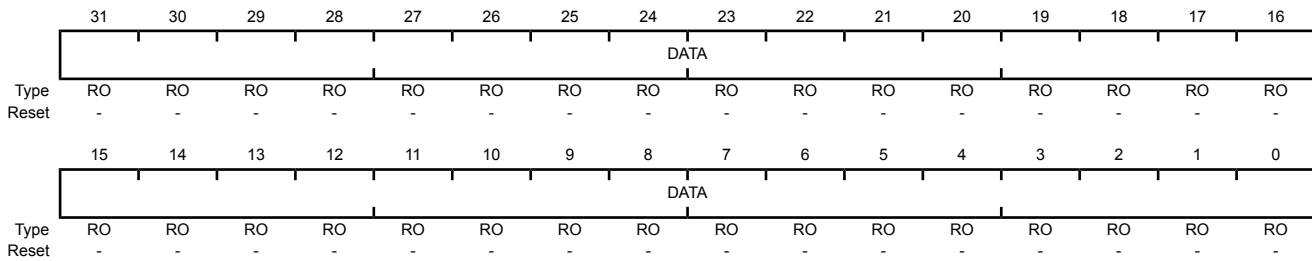 31 30 29 28 27 26 25 24 23 22 21 20 19 18 17 16
DATA
Type RO RO RO RO RO RO RO RO RO RO RO RO RO RO RO RO
Reset - - - - - - - - - - - - - - - -
15 14 13 12 11 10 9 8 7 6 5 4 3 2 1 0
DATA
Type RO RO RO RO RO RO RO RO RO RO RO RO RO RO RO RO
Reset - - - - - - - - - - - - - - - -